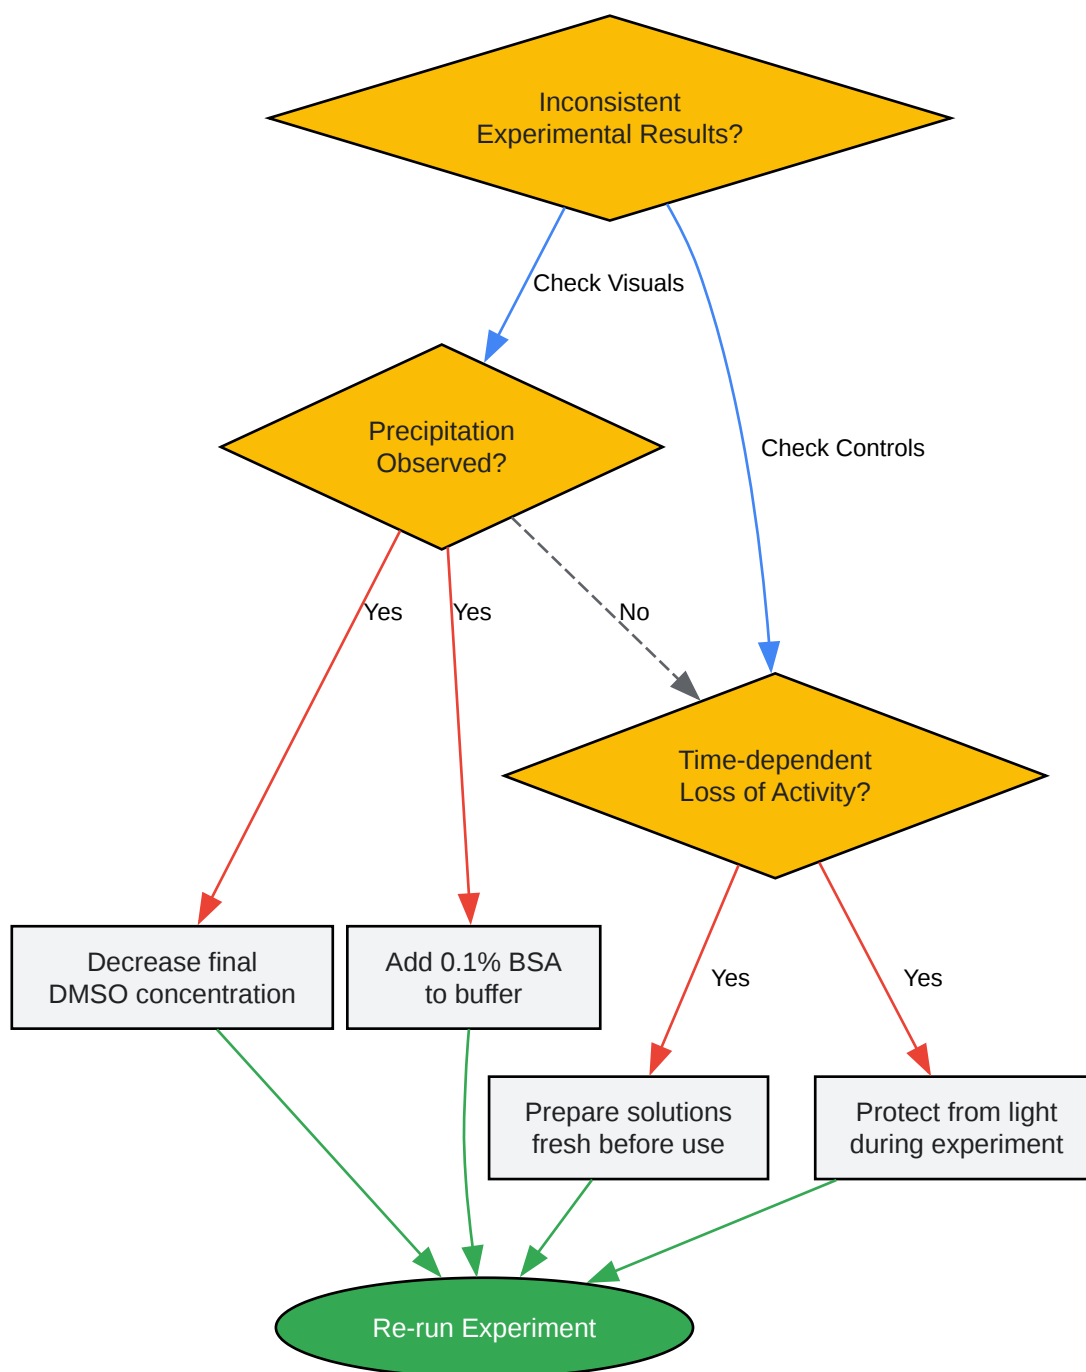 Inconsistent
Experimental Results?
Check Visuals
Check Controls
Precipitation
Observed?
Yes
Yes
No
Time-dependent
Loss of Activity?
Decrease final
DMSO concentration
Add 0.1% BSA
to buffer
Yes
Yes
Prepare solutions
fresh before use
Protect from light
during experiment
Re-run Experiment